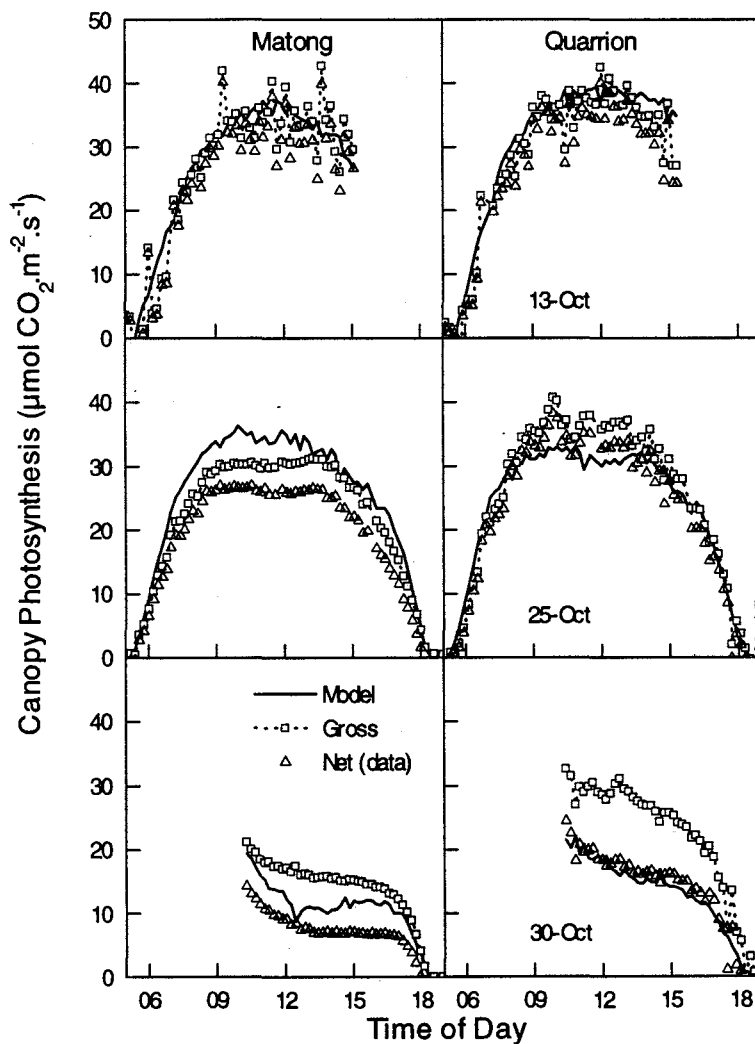 Matong
Quarrion
50
40
30
20
10
0
13-Oct
Canopy Photosynthesis (µmol CO₂.m⁻².s⁻¹)
40
30
20
10
0
25-Oct
Model
Gross
Net (data)
40
30
20
10
0
30-Oct
06 09 12 15 18 06 09 12 15 18
Time of Day